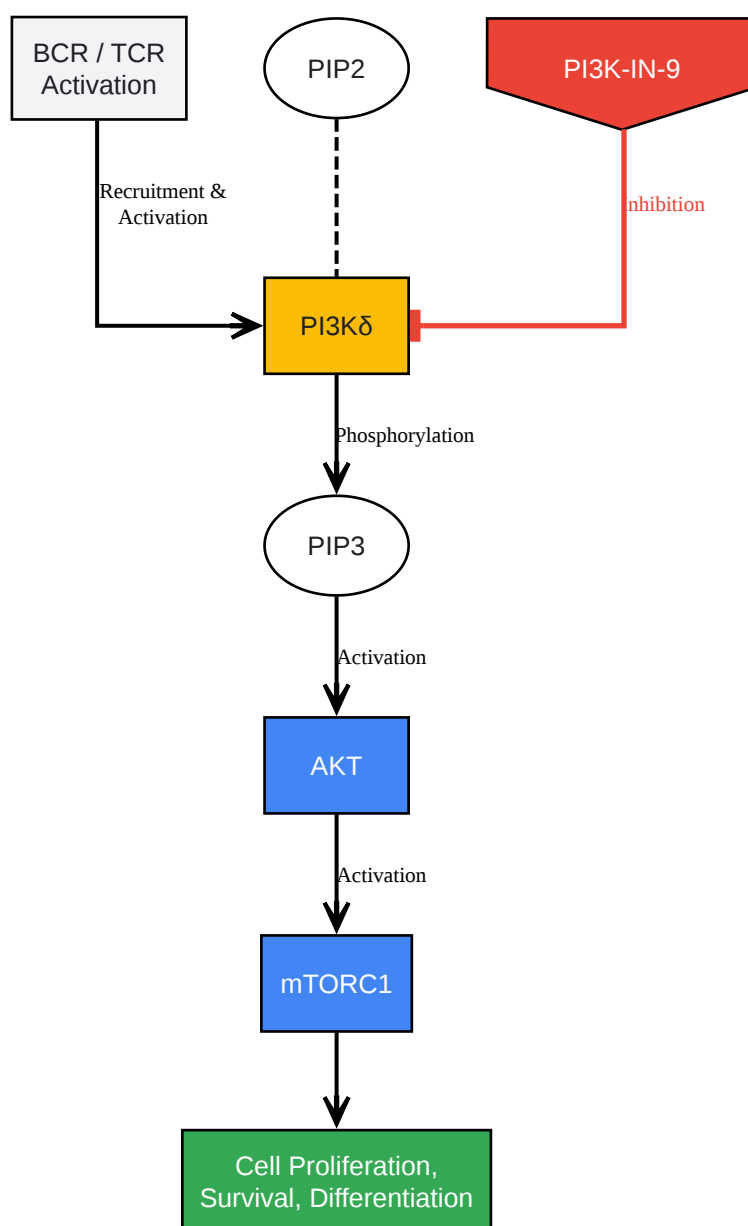 BCR / TCR
Activation
PIP2
PI3K-IN-9
Recruitment &
Activation
Inhibition
PI3Kδ
Phosphorylation
PIP3
Activation
AKT
Activation
mTORC1
Cell Proliferation,
Survival, Differentiation